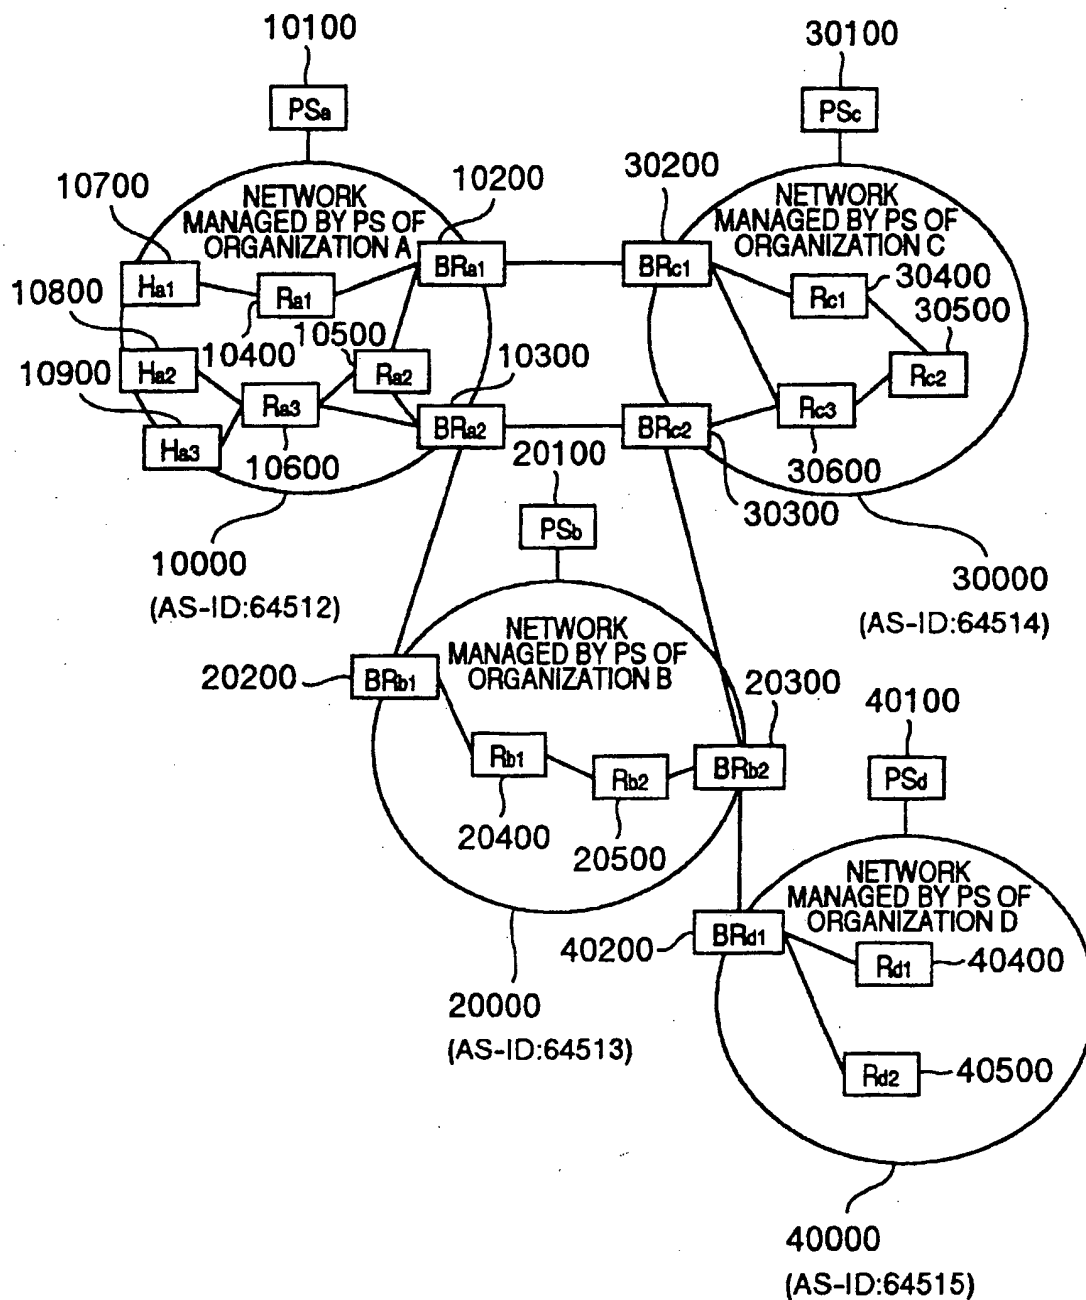 10100
30100
PSa
PSc
10700
10200
30200
NETWORK
MANAGED BY PS OF
ORGANIZATION A
NETWORK
MANAGED BY PS OF
ORGANIZATION C
Ha1
BRa1
BRc1
30400
10800
Ra1
10500
Rc1
30500
10400
10300
10900
Ha2
Ra2
Rc2
Ra3
BRa2
BRc2
Rc3
Ha3
10600
20100
30600
30300
PSb
10000
(AS-ID:64512)
30000
(AS-ID:64514)
NETWORK
MANAGED BY PS OF
ORGANIZATION B
20200
BRb1
20300
40100
Rb1
Rb2
BRb2
PSd
20400
20500
NETWORK
MANAGED BY PS OF
ORGANIZATION D
40200
BRd1
Rd1
40400
20000
(AS-ID:64513)
Rd2
40500
40000
(AS-ID:64515)